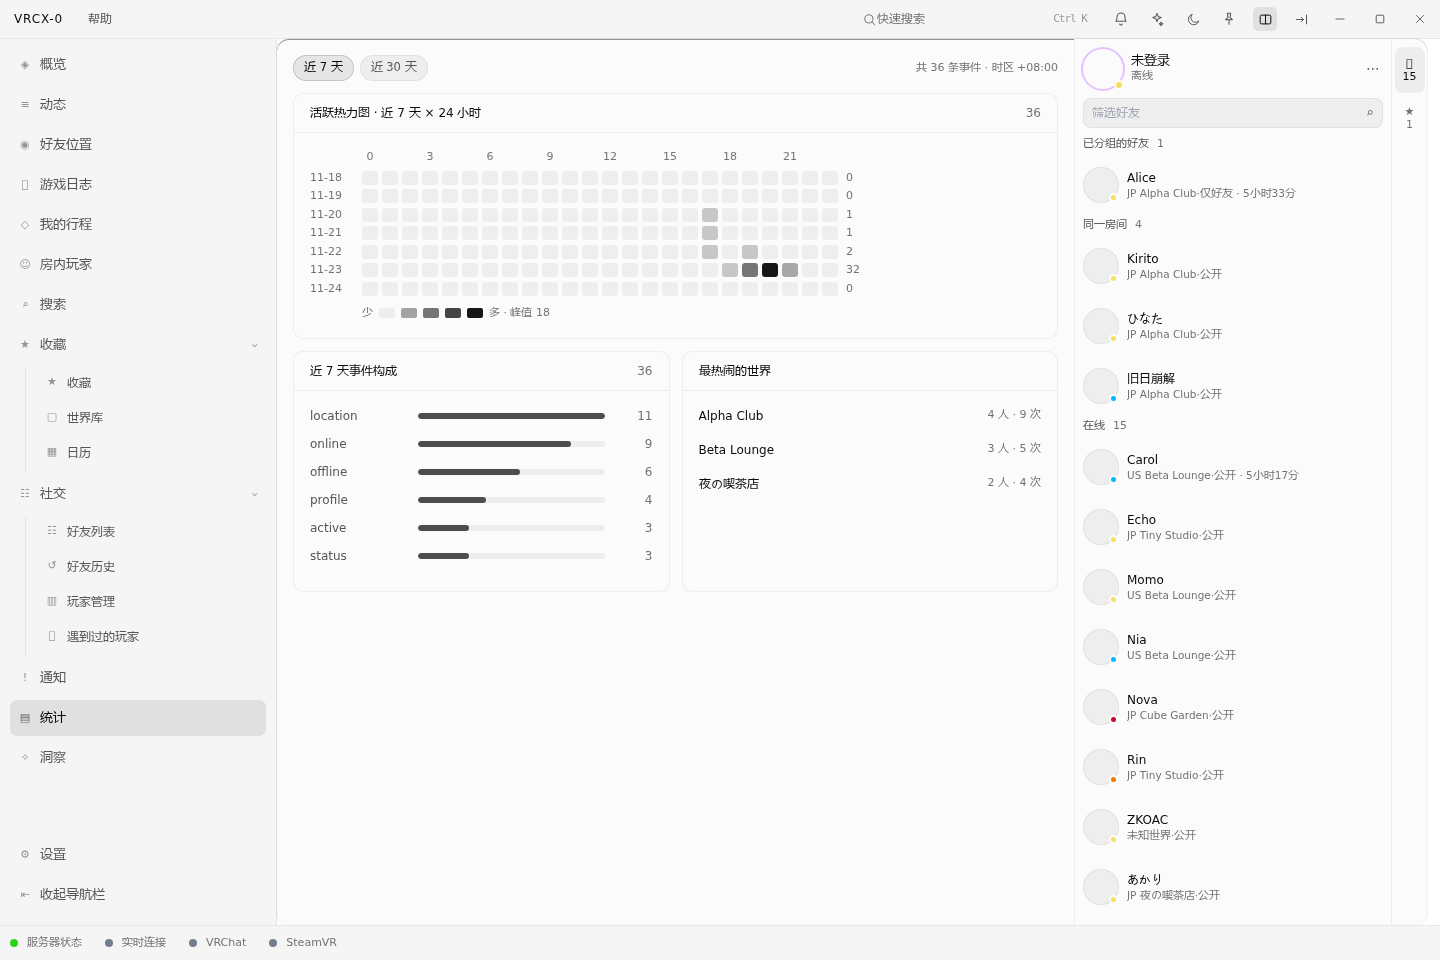 VRCX-0
帮助
快速搜索
Ctrl K
概览
动态
好友位置
游戏日志
我的行程
房内玩家
搜索
收藏
收藏
世界库
日历
社交
好友列表
好友历史
玩家管理
遇到过的玩家
通知
统计
洞察
设置
收起导航栏
近 7 天
近 30 天
共 36 条事件 · 时区 +08:00
活跃热力图 · 近 7 天 × 24 小时
36
0 3 6 9 12 15 18 21
11-18 0
11-19 0
11-20 1
11-21 1
11-22 2
11-23 32
11-24 0
少
多 · 峰值 18
近 7 天事件构成
36
location 11
online 9
offline 6
profile 4
active 3
status 3
最热闹的世界
Alpha Club 4 人 · 9 次
Beta Lounge 3 人 · 5 次
夜の喫茶店 2 人 · 4 次
未登录
离线
筛选好友
已分组的好友 1
Alice
JP Alpha Club·仅好友 · 5小时33分
同一房间 4
Kirito
JP Alpha Club·公开
ひなた
JP Alpha Club·公开
旧日崩解
JP Alpha Club·公开
在线 15
Carol
US Beta Lounge·公开 · 5小时17分
Echo
JP Tiny Studio·公开
Momo
US Beta Lounge·公开
Nia
US Beta Lounge·公开
Nova
JP Cube Garden·公开
Rin
JP Tiny Studio·公开
ZKOAC
未知世界·公开
あかり
JP 夜の喫茶店·公开
15
1
服务器状态
实时连接
VRChat
SteamVR